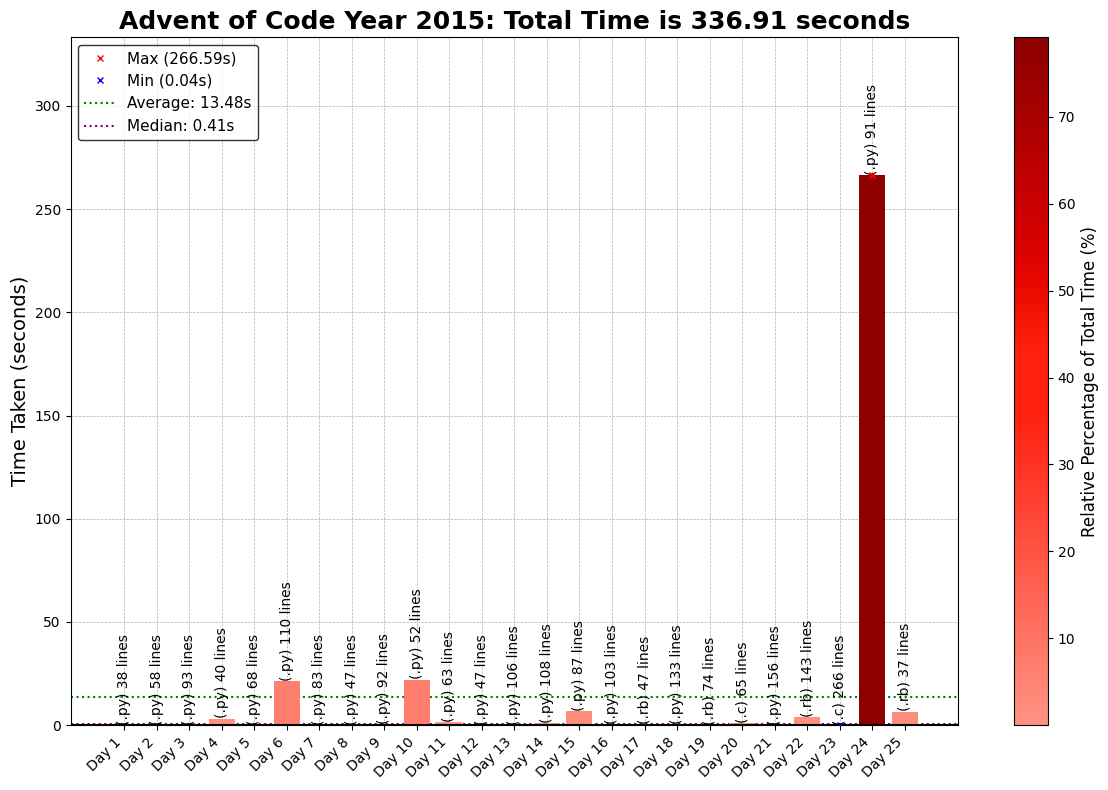 Advent of Code Year 2015: Total Time is 336.91 seconds
Max (266.59s)
Min (0.04s)
Average: 13.48s
Median: 0.41s
Time Taken (seconds)
300
250
200
150
100
50
0
(.py) 38 lines
(.py) 58 lines
(.py) 93 lines
(.py) 40 lines
(.py) 68 lines
(.py) 110 lines
(.py) 83 lines
(.py) 47 lines
(.py) 92 lines
(.py) 52 lines
(.py) 63 lines
(.py) 47 lines
(.py) 106 lines
(.py) 108 lines
(.py) 87 lines
(.py) 103 lines
(.rb) 47 lines
(.py) 133 lines
(.rb) 74 lines
(.c) 65 lines
(.py) 156 lines
(.rb) 143 lines
(.c) 266 lines
(.py) 91 lines
(.rb) 37 lines
Day 1
Day 2
Day 3
Day 4
Day 5
Day 6
Day 7
Day 8
Day 9
Day 10
Day 11
Day 12
Day 13
Day 14
Day 15
Day 16
Day 17
Day 18
Day 19
Day 20
Day 21
Day 22
Day 23
Day 24
Day 25
70
60
50
40
30
20
10
Relative Percentage of Total Time (%)